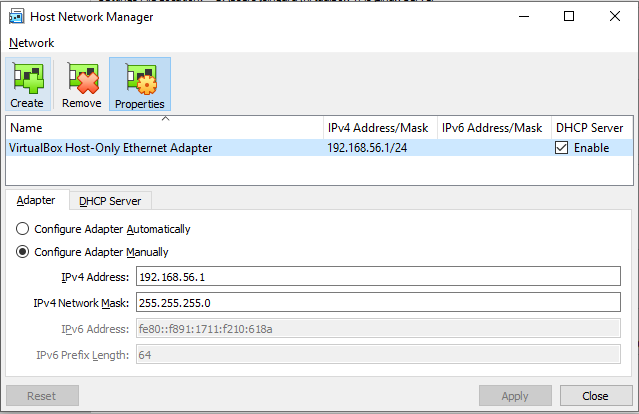 Host Network Manager
Network
Create Remove Properties
Name IPv4 Address/Mask IPv6 Address/Mask DHCP Server
VirtualBox Host-Only Ethernet Adapter 192.168.56.1/24 Enable
Adapter DHCP Server
Configure Adapter Automatically
Configure Adapter Manually
IPv4 Address: 192.168.56.1
IPv4 Network Mask: 255.255.255.0
IPv6 Address: fe80::f891:1711:f210:618a
IPv6 Prefix Length: 64
Reset Apply Close